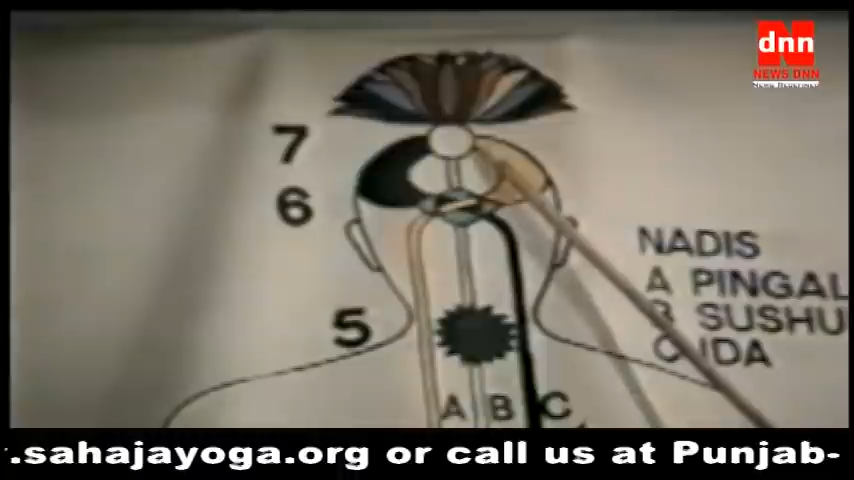 dnn
NEWS DNN
7
6
5
NADIS
A PINGAL
B SUSHU
C IDA
A B C
.sahajayoga.org or call us at Punjab-